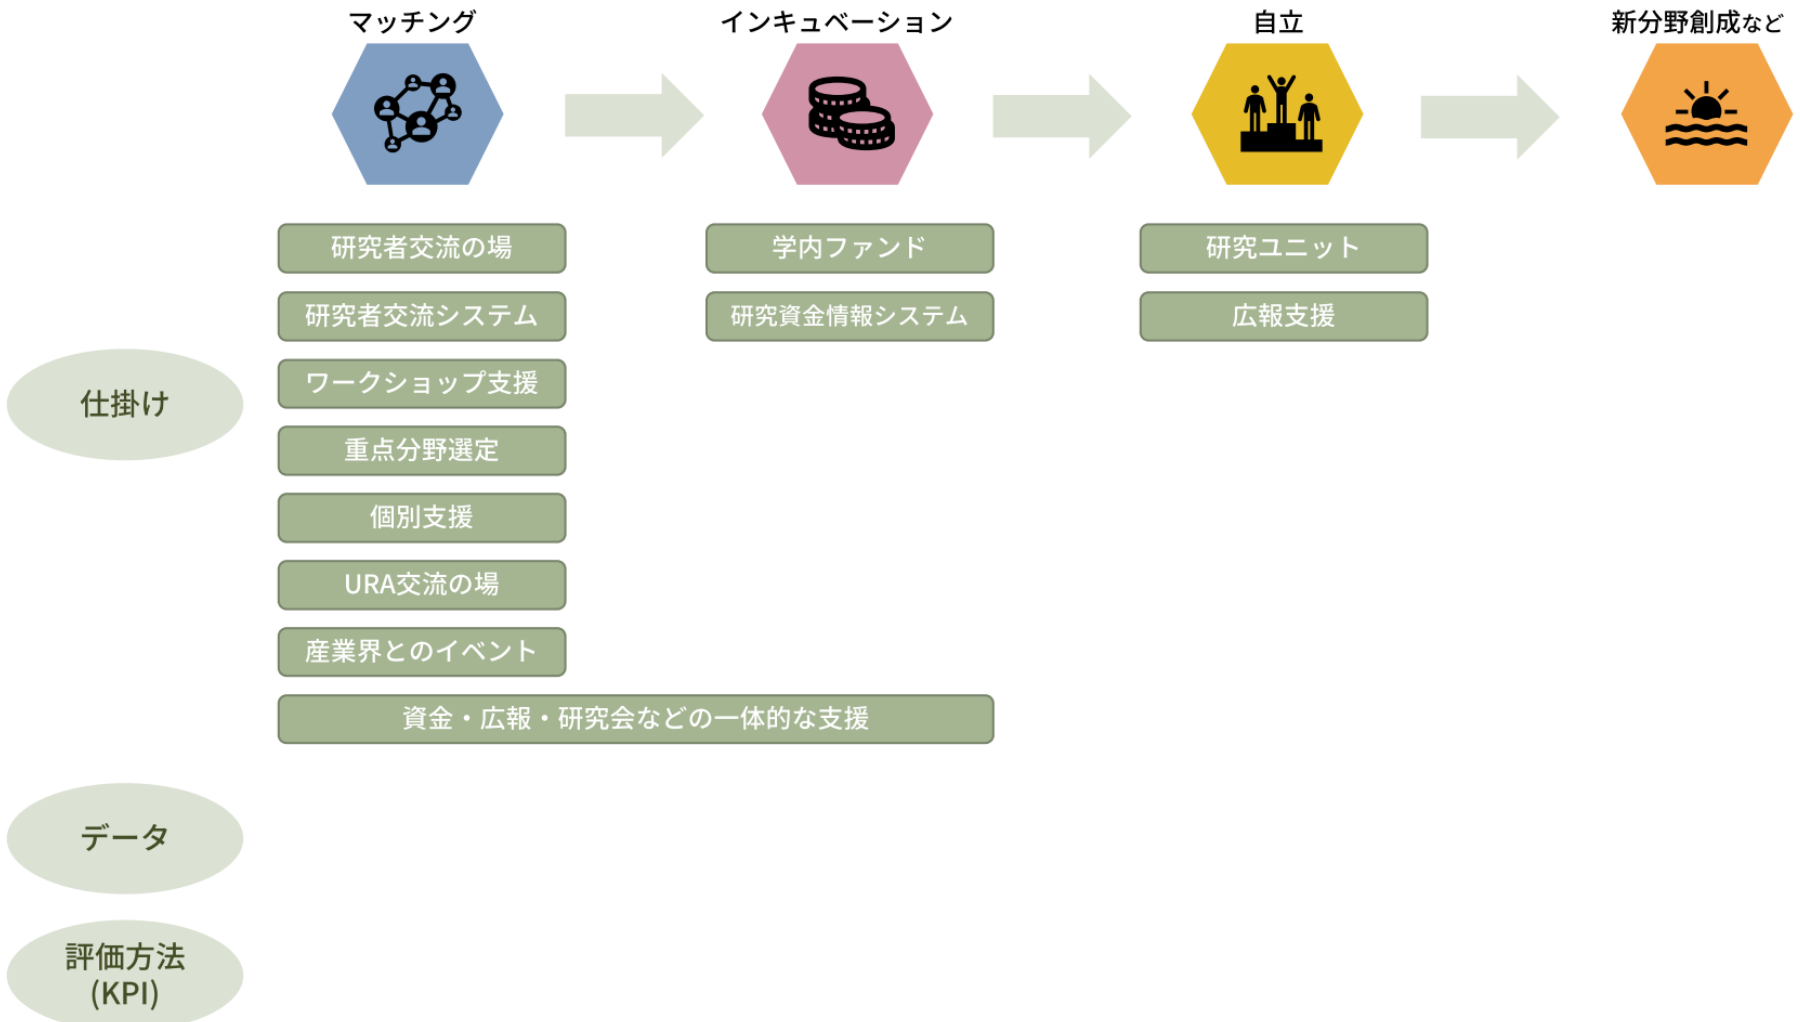 マッチング
インキュベーション
自立
新分野創成など
仕掛け
研究者交流の場
学内ファンド
研究ユニット
研究者交流システム
研究資金情報システム
広報支援
ワークショップ支援
重点分野選定
個別支援
URA交流の場
産業界とのイベント
資金・広報・研究会などの一体的な支援
データ
評価方法
(KPI)